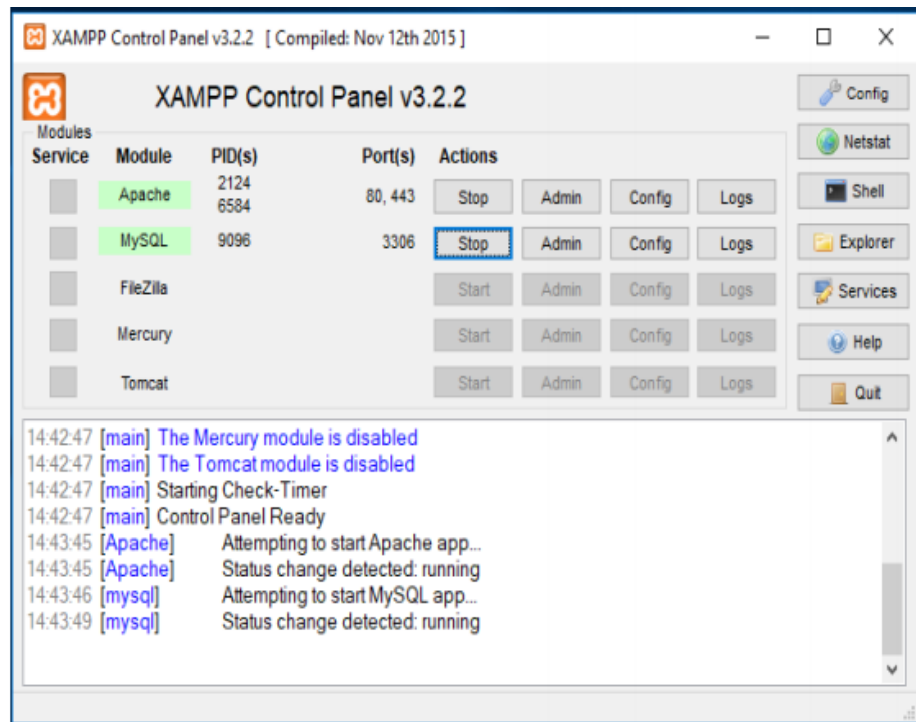 XAMPP Control Panel v3.2.2 [ Compiled: Nov 12th 2015 ]
XAMPP Control Panel v3.2.2
Config
Modules
Service Module PID(s) Port(s) Actions
Netstat
Apache 2124 6584 80, 443 Stop Admin Config Logs
Shell
MySQL 9096 3306 Stop Admin Config Logs
Explorer
FileZilla Start Admin Config Logs
Services
Mercury Start Admin Config Logs
Help
Tomcat Start Admin Config Logs
Quit
14:42:47 [main] The Mercury module is disabled
14:42:47 [main] The Tomcat module is disabled
14:42:47 [main] Starting Check-Timer
14:42:47 [main] Control Panel Ready
14:43:45 [Apache] Attempting to start Apache app...
14:43:45 [Apache] Status change detected: running
14:43:46 [mysql] Attempting to start MySQL app...
14:43:49 [mysql] Status change detected: running